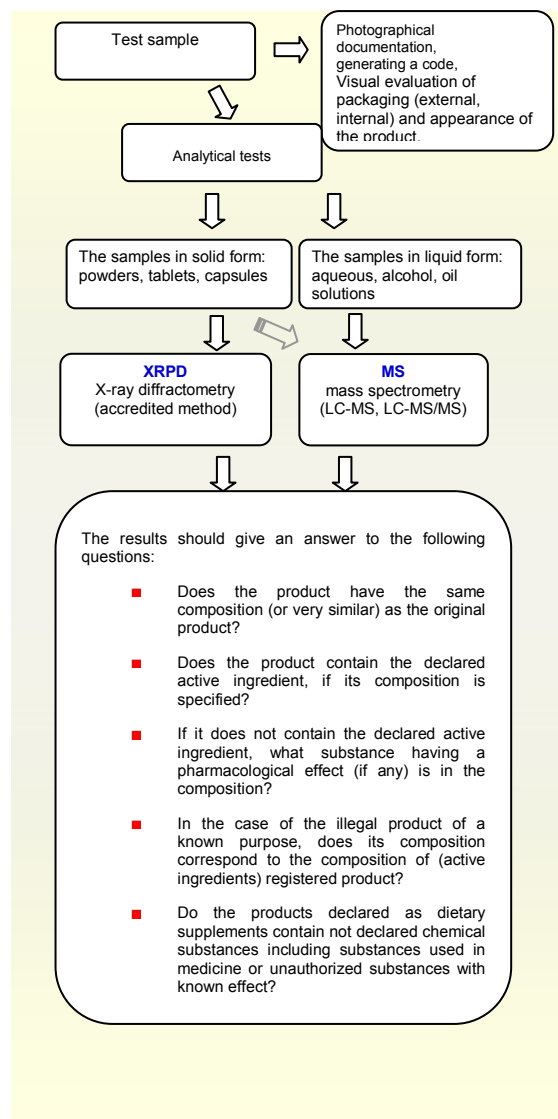 Test sample
Photographical
documentation,
generating a code,
Visual evaluation of
packaging (external,
internal) and appearance of
the product.
Analytical tests
The samples in solid form:
powders, tablets, capsules
The samples in liquid form:
aqueous, alcohol, oil
solutions
XRPD
X-ray diffractometry
(accredited method)
MS
mass spectrometry
(LC-MS, LC-MS/MS)
The results should give an answer to the following
questions:
Does the product have the same
composition (or very similar) as the original
product?
Does the product contain the declared
active ingredient, if its composition is
specified?
If it does not contain the declared active
ingredient, what substance having a
pharmacological effect (if any) is in the
composition?
In the case of the illegal product of a
known purpose, does its composition
correspond to the composition of (active
ingredients) registered product?
Do the products declared as dietary
supplements contain not declared chemical
substances including substances used in
medicine or unauthorized substances with
known effect?